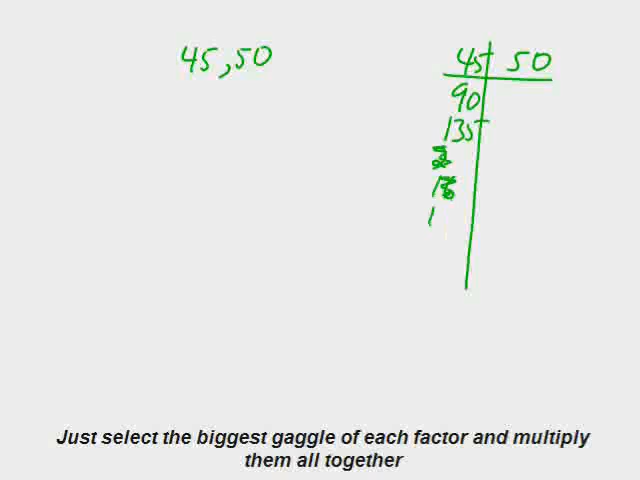 45, 50
45 50
90
135
1
Just select the biggest gaggle of each factor and multiply
them all together